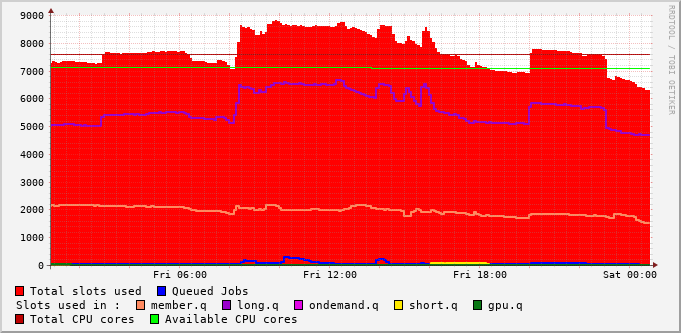 9000
8000
7000
6000
5000
4000
3000
2000
1000
0
Fri 06:00 Fri 12:00 Fri 18:00 Sat 00:00
Total slots used Queued Jobs
Slots used in : member.q long.q ondemand.q short.q gpu.q
Total CPU cores Available CPU cores
RRDTOOL / TOBI OETIKER